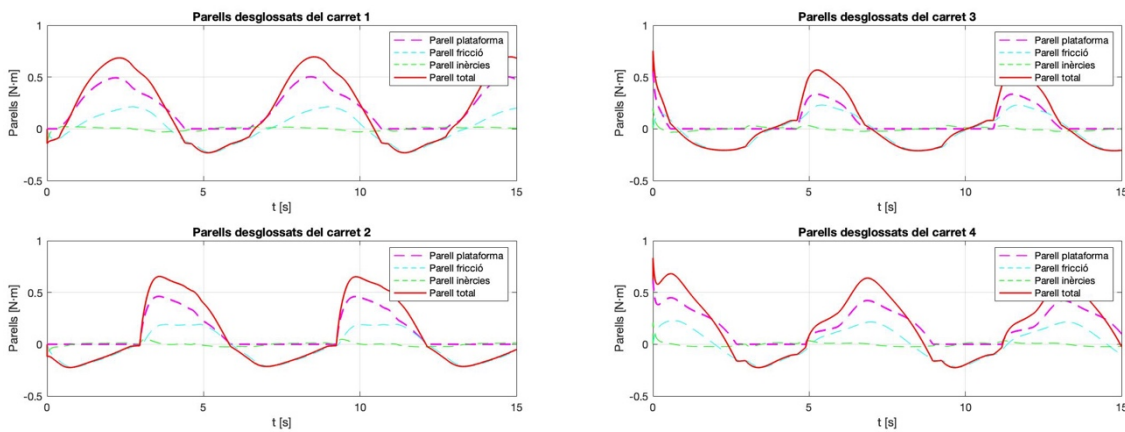 Parells desglossats del carret 1
1
0.5
0
-0.5
Parells [N·m]
Parell plataforma
Parell fricció
Parell inèrcies
Parell total
0
5
10
15
t [s]
Parells desglossats del carret 3
1
0.5
0
-0.5
Parells [N·m]
Parell plataforma
Parell fricció
Parell inèrcies
Parell total
0
5
10
15
t [s]
Parells desglossats del carret 2
1
0.5
0
-0.5
Parells [N·m]
Parell plataforma
Parell fricció
Parell inèrcies
Parell total
0
5
10
15
t [s]
Parells desglossats del carret 4
1
0.5
0
-0.5
Parells [N·m]
Parell plataforma
Parell fricció
Parell inèrcies
Parell total
0
5
10
15
t [s]